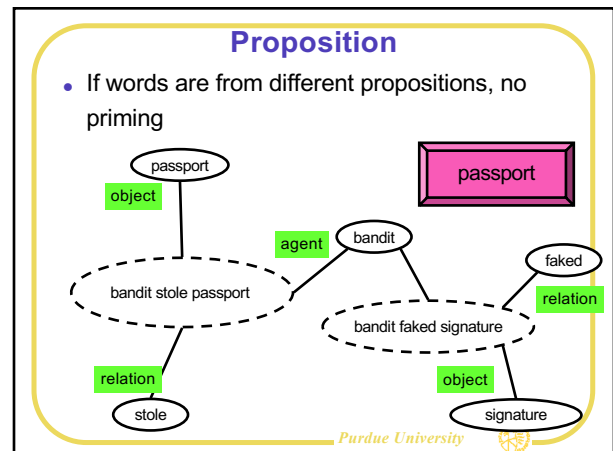 Proposition
• If words are from different propositions, no
priming
passport
passport
object
agent
bandit
faked
bandit stole passport
bandit faked signature
relation
relation
object
stole
signature
Purdue University